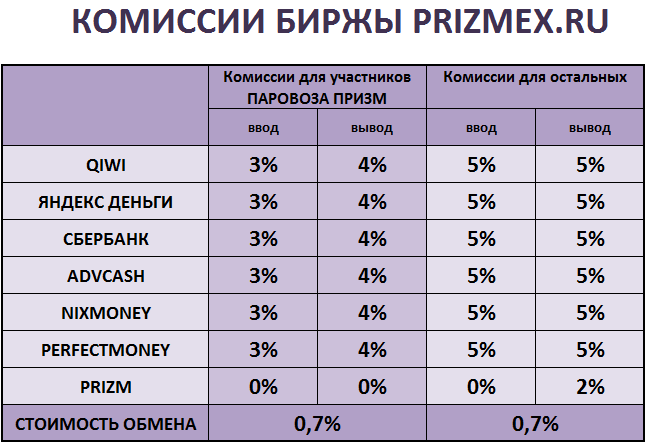 КОМИССИИ БИРЖЫ PRIZMEX.RU
Комиссии для участников ПАРОВОЗА ПРИЗМ Комиссии для остальных
ввод вывод ввод вывод
QIWI 3% 4% 5% 5%
ЯНДЕКС ДЕНЬГИ 3% 4% 5% 5%
СБЕРБАНК 3% 4% 5% 5%
ADVCASH 3% 4% 5% 5%
NIXMONEY 3% 4% 5% 5%
PERFECTMONEY 3% 4% 5% 5%
PRIZM 0% 0% 0% 2%
СТОИМОСТЬ ОБМЕНА 0,7% 0,7%